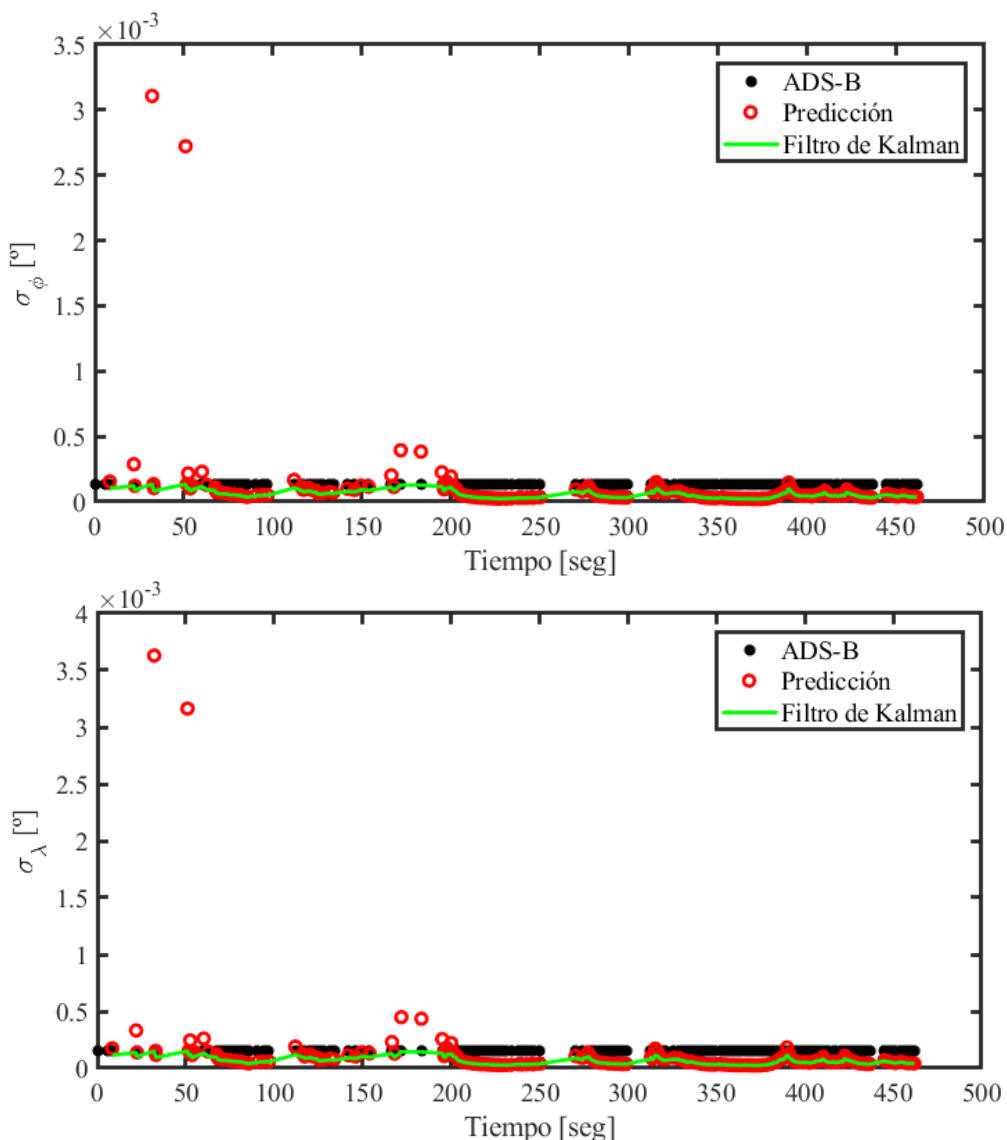 ×10⁻³
3.5
3
2.5
2
1.5
1
0.5
0
σ_ϕ [º]
ADS-B
Predicción
Filtro de Kalman
0 50 100 150 200 250 300 350 400 450 500
Tiempo [seg]
×10⁻³
4
3.5
3
2.5
2
1.5
1
0.5
0
σ_λ [º]
ADS-B
Predicción
Filtro de Kalman
0 50 100 150 200 250 300 350 400 450 500
Tiempo [seg]